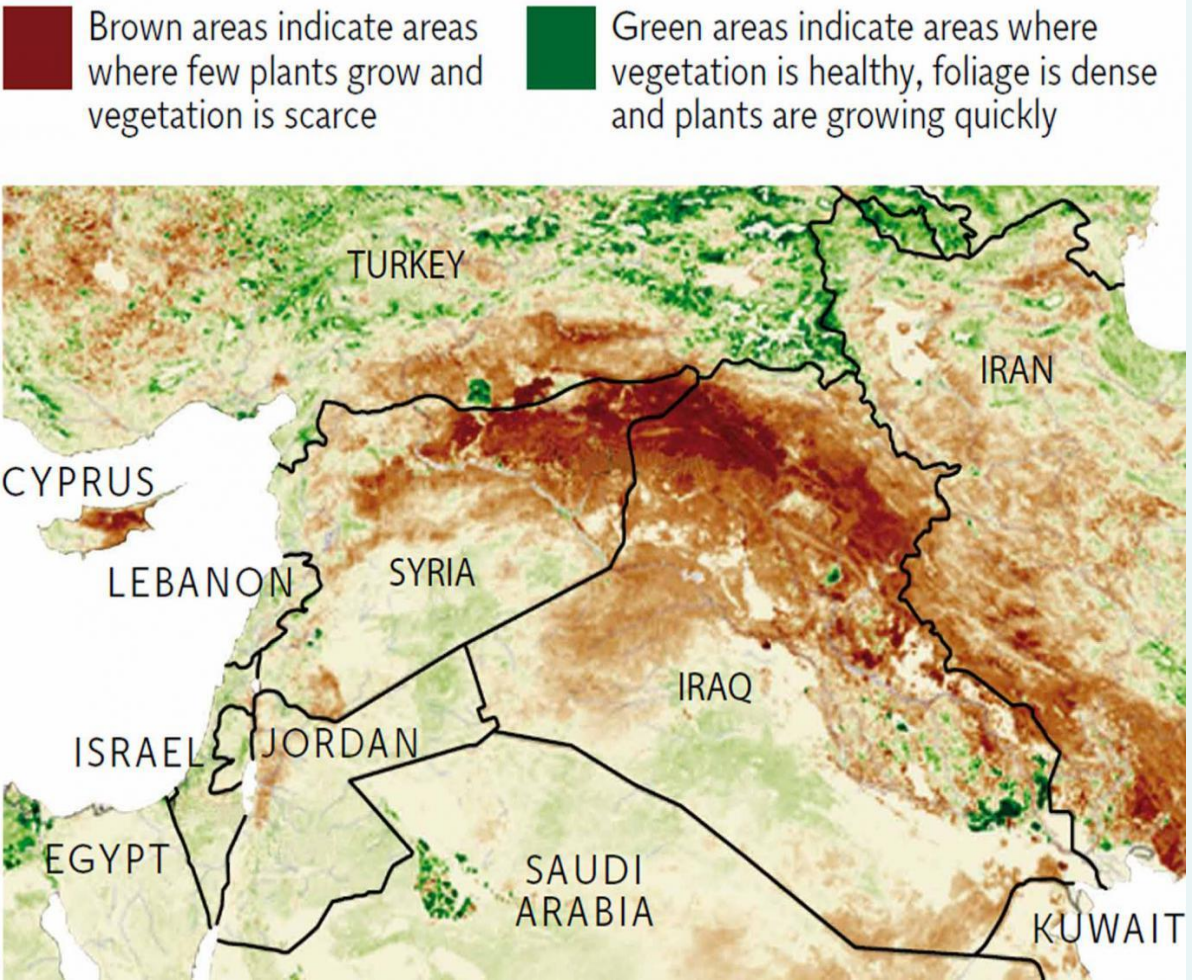 Brown areas indicate areas
where few plants grow and
vegetation is scarce
Green areas indicate areas where
vegetation is healthy, foliage is dense
and plants are growing quickly
TURKEY
IRAN
CYPRUS
LEBANON
SYRIA
IRAQ
ISRAEL
JORDAN
EGYPT
SAUDI
ARABIA
KUWAIT